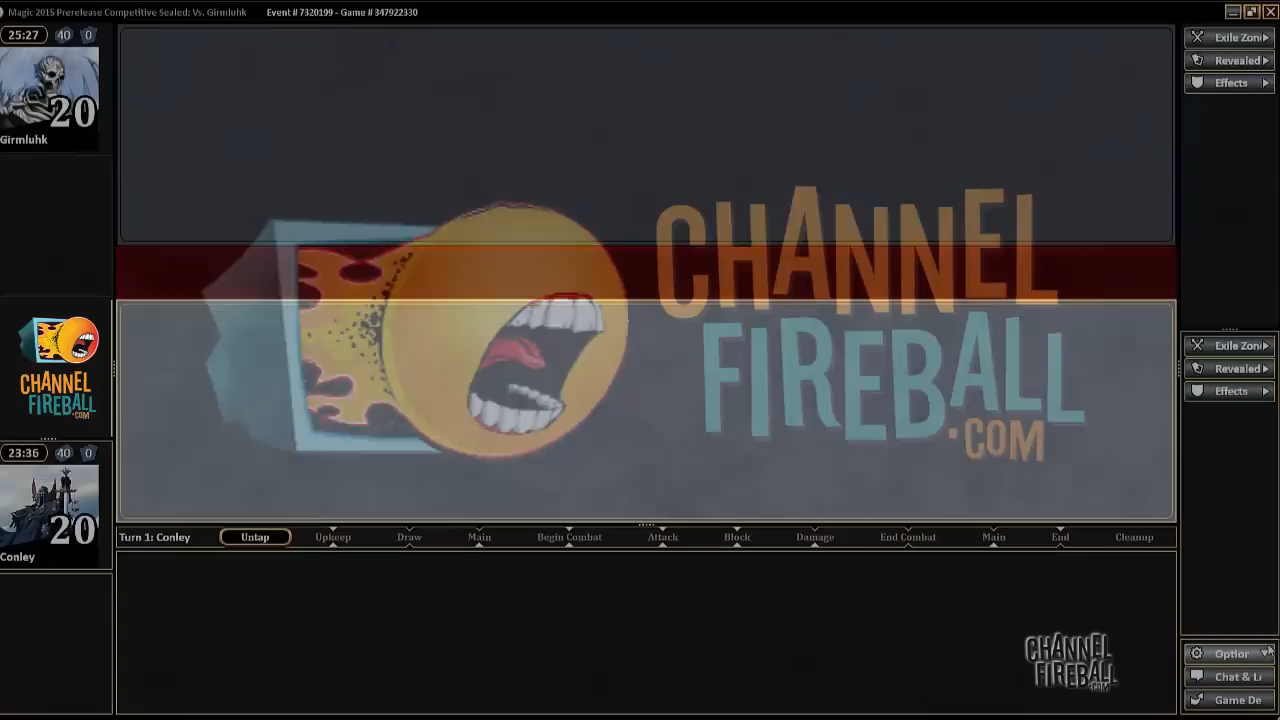 Magic 2015 Prerelease Competitive Sealed: Vs. Girmluhk Event # 7320199 - Game # 347922330
25:27 40 0
20
Girmluhk
Exile Zon
Revealed
Effects
CHANNEL
FIREBALL
.COM
CHANNEL
FIREBALL
.COM
Exile Zon
Revealed
Effects
23:36 40 0
20
Conley
Turn 1: Conley Untap Upkeep Draw Main Begin Combat Attack Block Damage End Combat Main End Cleanup
CHANNEL
FIREBALL
.COM
Option
Chat & L
Game De